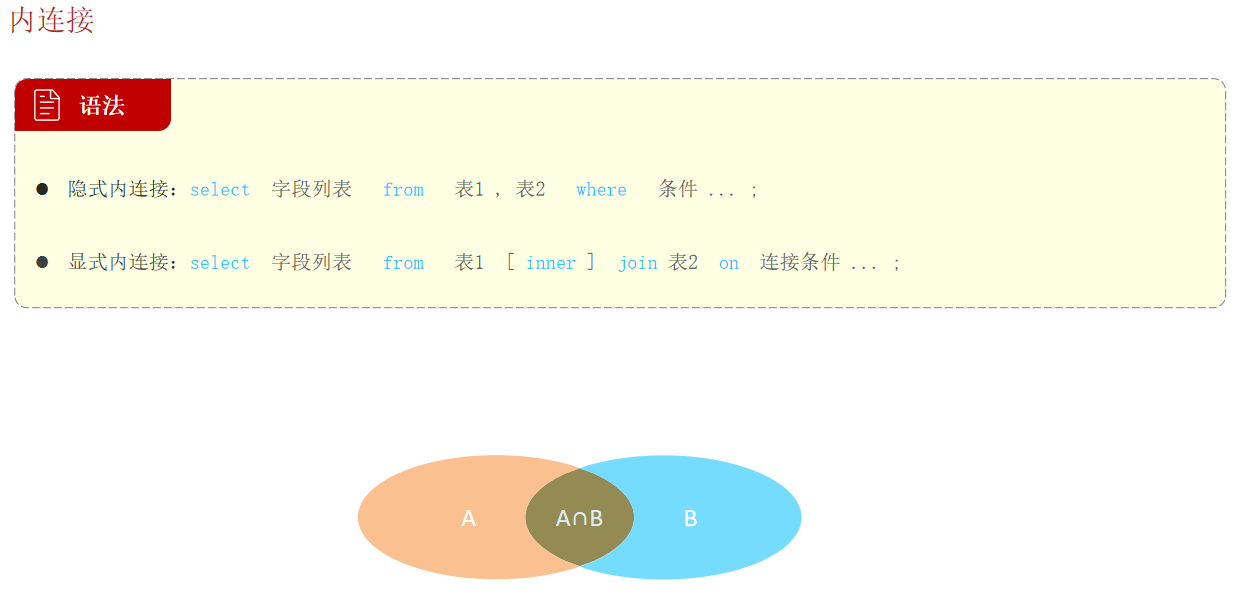 内连接
语法
● 隐式内连接：select 字段列表 from 表1 , 表2 where 条件 ... ;
● 显式内连接：select 字段列表 from 表1 [ inner ] join 表2 on 连接条件 ... ;
A A∩B B